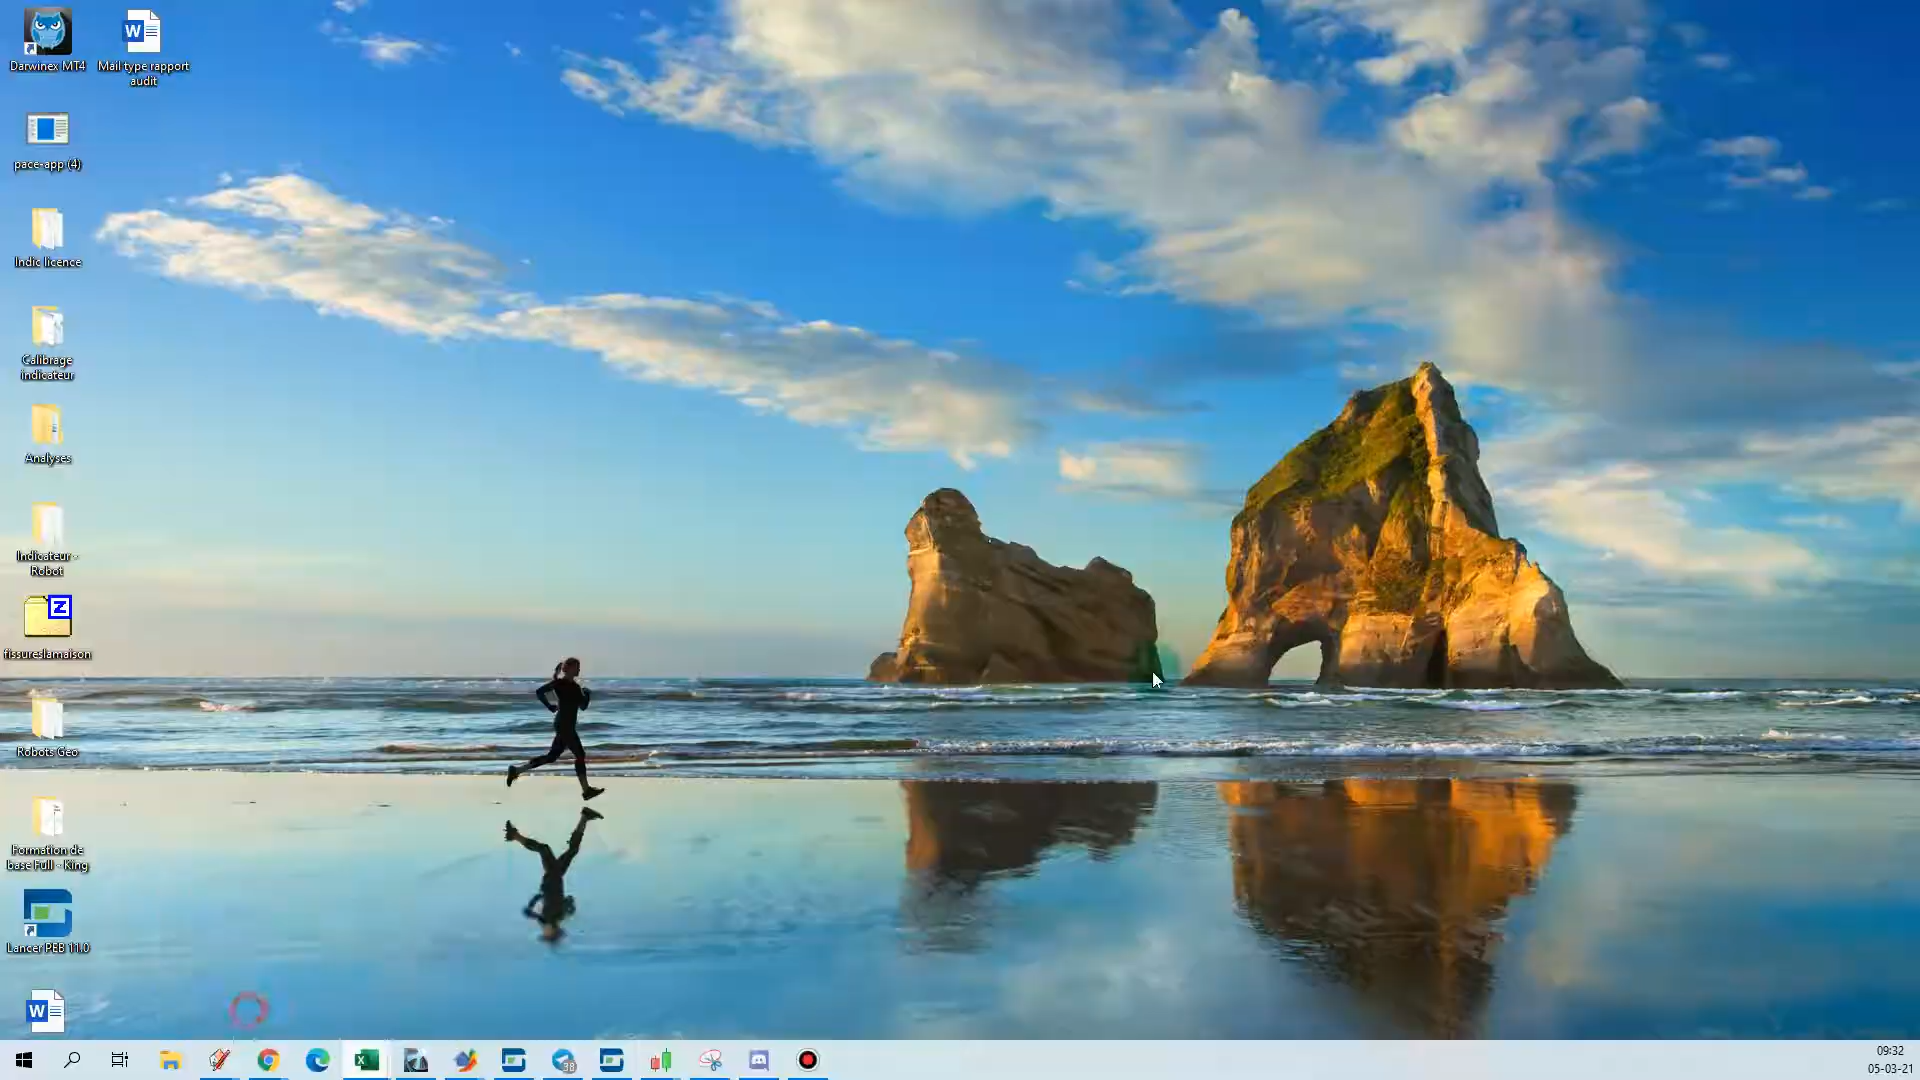 Darwinex MT4
Mail type rapport
audit
pace-app (4)
Indic licence
Calibrage
indicateur
Analyses
Indicateur -
Robot
fissureslamaison
Robots Geo
Formation de
base Full - King
Lancer PEB 11.0
38
09:32
05-03-21